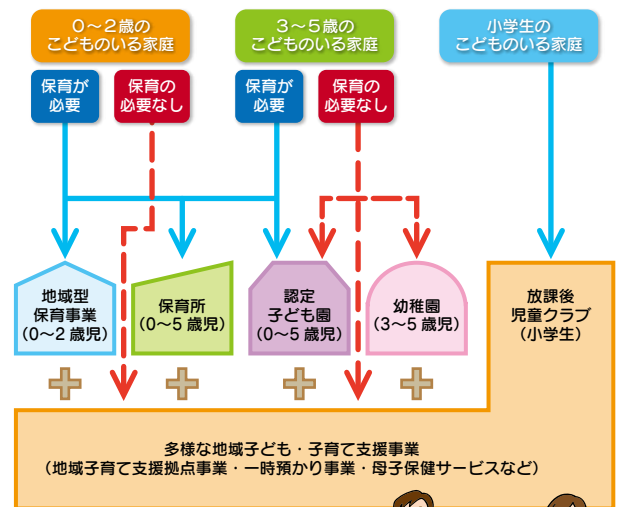 0～2歳の
こどものいる家庭
3～5歳の
こどものいる家庭
小学生の
こどものいる家庭
保育が
必要
保育の
必要なし
保育が
必要
保育の
必要なし
地域型
保育事業
(0～2歳児)
保育所
(0～5歳児)
認定
子ども園
(0～5歳児)
幼稚園
(3～5歳児)
放課後
児童クラブ
(小学生)
多様な地域子ども・子育て支援事業
(地域子育て支援拠点事業・一時預かり事業・母子保健サービスなど)